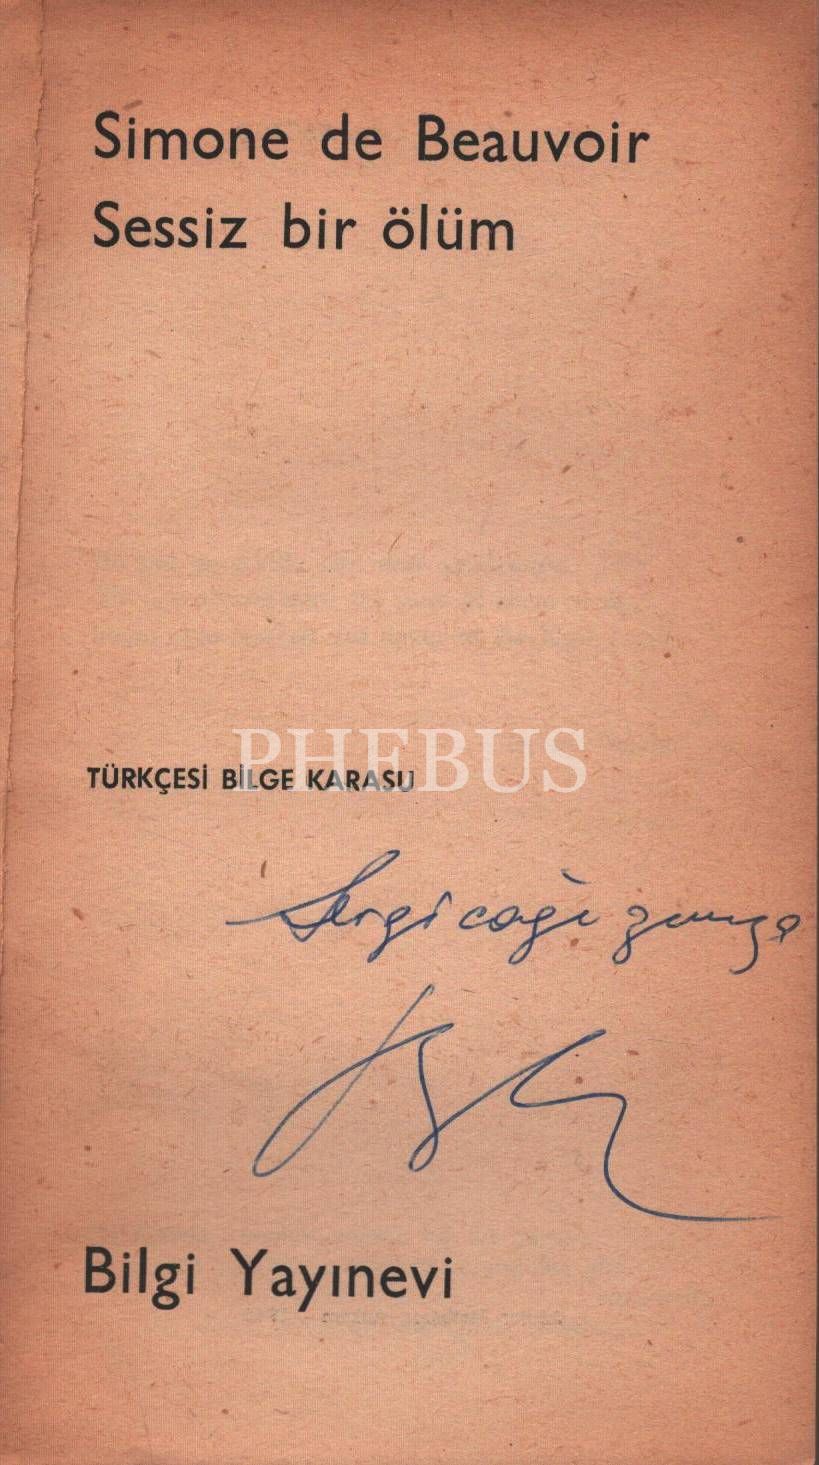 Simone de Beauvoir
Sessiz bir ölüm
PHEBUS
TÜRKÇESİ BİLGE KARASU
Bilgi Yayınevi